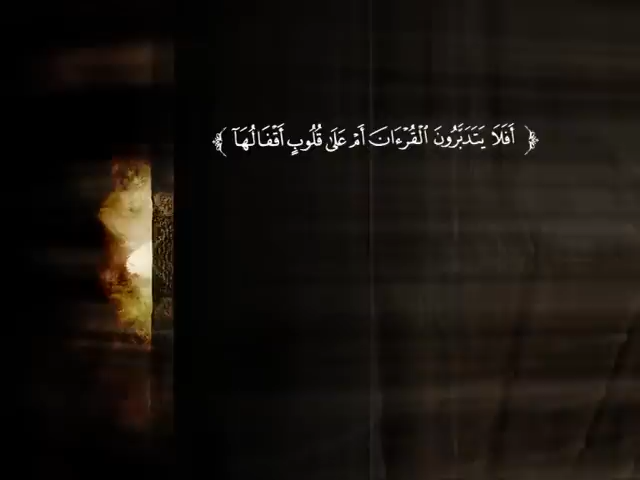 ﴿ أَفَلَا يَتَدَبَّرُونَ ٱلْقُرْءَانَ أَمْ عَلَىٰ قُلُوبٍ أَقْفَالُهَآ ﴾